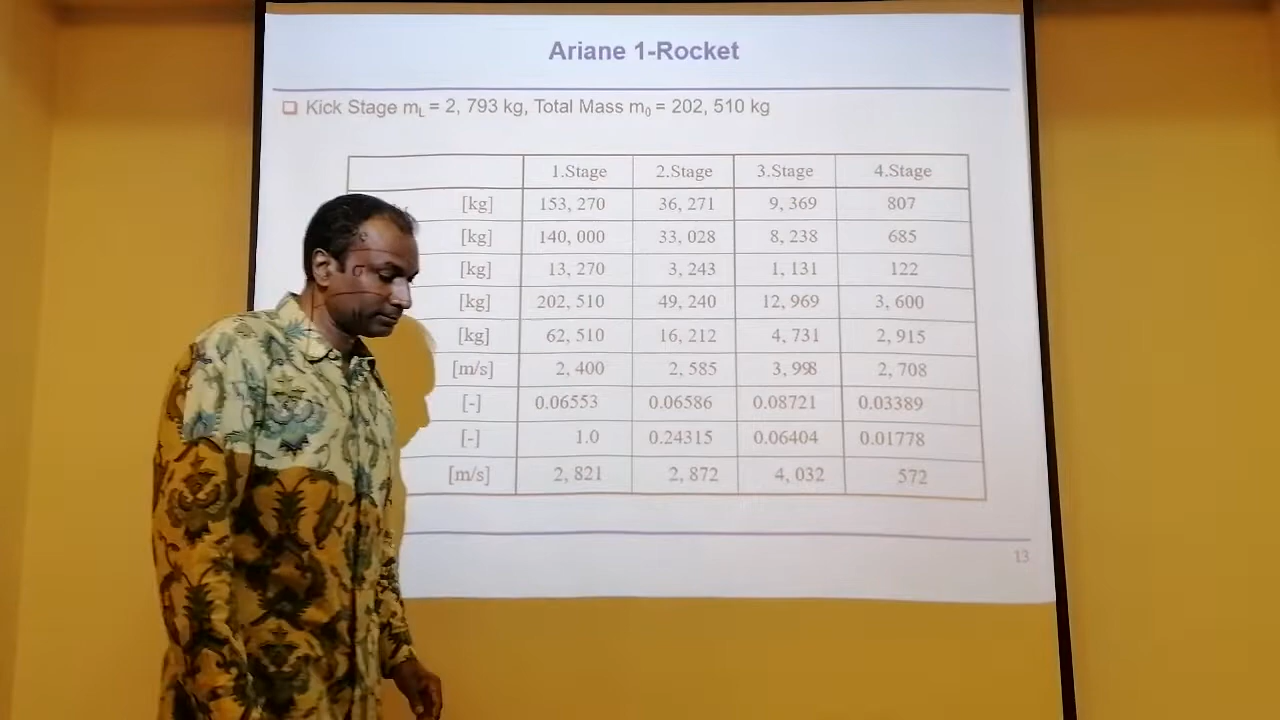 Ariane 1-Rocket
Kick Stage mL = 2, 793 kg, Total Mass m0 = 202, 510 kg
1.Stage 2.Stage 3.Stage 4.Stage
[kg] 153, 270 36, 271 9, 369 807
[kg] 140, 000 33, 028 8, 238 685
[kg] 13, 270 3, 243 1, 131 122
[kg] 202, 510 49, 240 12, 969 3, 600
[kg] 62, 510 16, 212 4, 731 2, 915
[m/s] 2, 400 2, 585 3, 998 2, 708
[-] 0.06553 0.06586 0.08721 0.03389
[-] 1.0 0.24315 0.06404 0.01778
[m/s] 2, 821 2, 872 4, 032 572
13